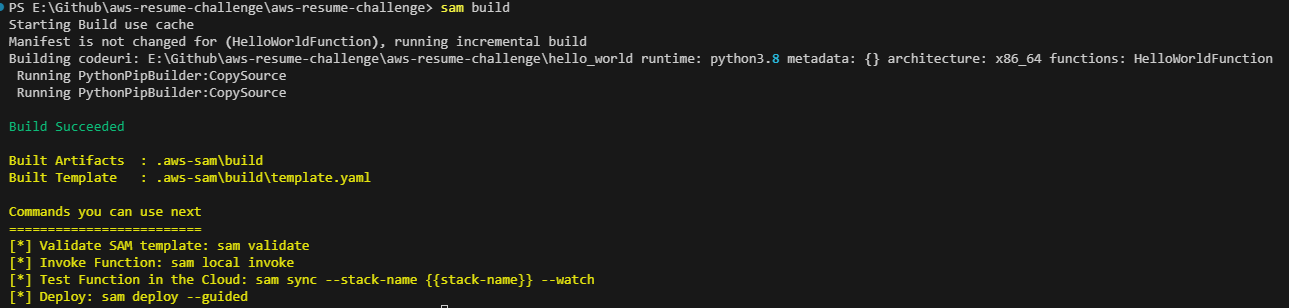 PS E:\Github\aws-resume-challenge\aws-resume-challenge> sam build
Starting Build use cache
Manifest is not changed for (HelloWorldFunction), running incremental build
Building codeuri: E:\Github\aws-resume-challenge\aws-resume-challenge\hello_world runtime: python3.8 metadata: {} architecture: x86_64 functions: HelloWorldFunction
 Running PythonPipBuilder:CopySource
 Running PythonPipBuilder:CopySource

Build Succeeded

Built Artifacts  : .aws-sam\build
Built Template   : .aws-sam\build\template.yaml

Commands you can use next
=========================
[*] Validate SAM template: sam validate
[*] Invoke Function: sam local invoke
[*] Test Function in the Cloud: sam sync --stack-name {{stack-name}} --watch
[*] Deploy: sam deploy --guided